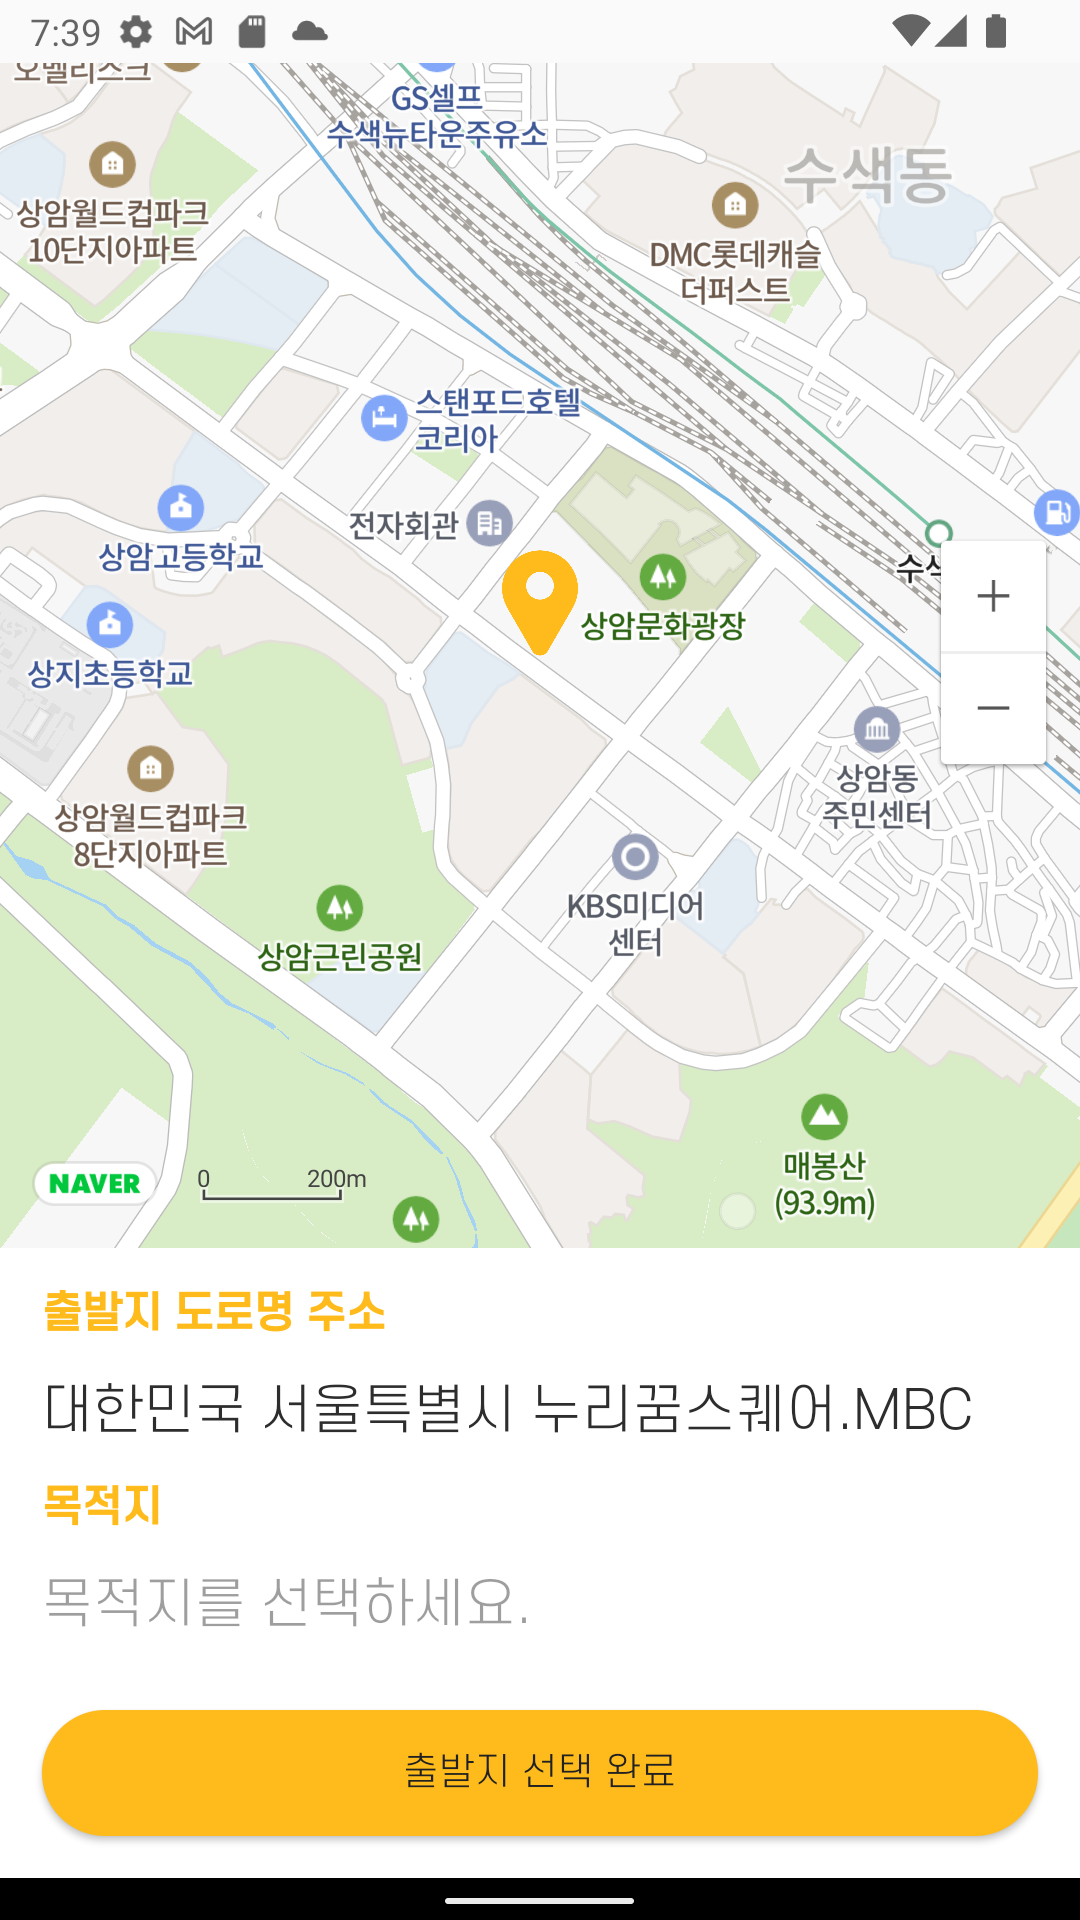 7:39
오벨리스크
GS셀프
수색뉴타운주유소
수색동
상암월드컵파크
10단지아파트
DMC롯데캐슬
더퍼스트
스탠포드호텔
코리아
전자회관
상암고등학교
수색
+
상암문화광장
상지초등학교
−
상암동
주민센터
상암월드컵파크
8단지아파트
KBS미디어
센터
상암근린공원
매봉산
(93.9m)
NAVER
0 200m
출발지 도로명 주소
대한민국 서울특별시 누리꿈스퀘어.MBC
목적지
목적지를 선택하세요.
출발지 선택 완료